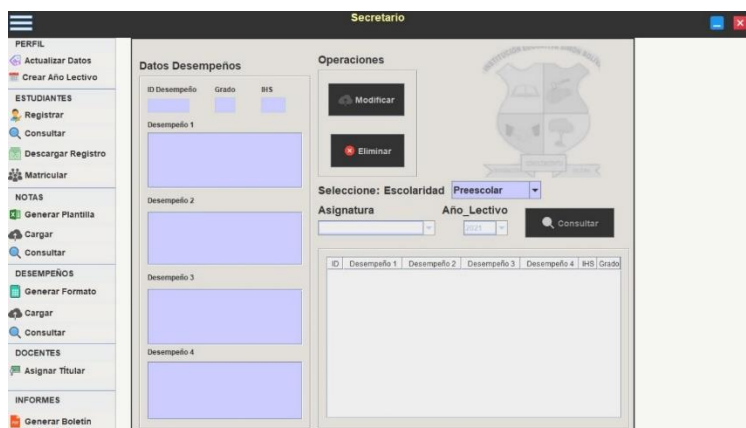 Secretario
PERFIL
Actualizar Datos
Crear Año Lectivo
ESTUDIANTES
Registrar
Consultar
Descargar Registro
Matricular
NOTAS
Generar Plantilla
Cargar
Consultar
DESEMPEÑOS
Generar Formato
Cargar
Consultar
DOCENTES
Asignar Títular
INFORMES
Generar Boletín
Datos Desempeños
ID Desempeño Grado IHS
Desempeño 1
Desempeño 2
Desempeño 3
Desempeño 4
Operaciones
Modificar
Eliminar
Seleccione: Escolaridad Preescolar
Asignatura Año_Lectivo
2021
Consultar
ID Desempeño 1 Desempeño 2 Desempeño 3 Desempeño 4 IHS Grado